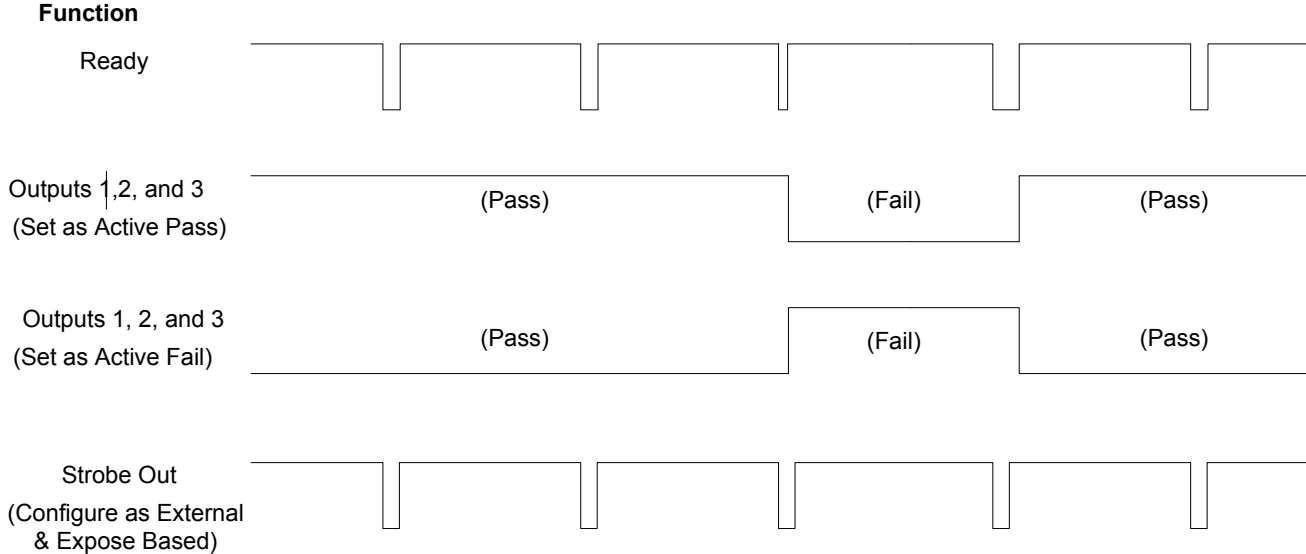 Function
Ready
Outputs 1,2, and 3
(Set as Active Pass)
(Pass)
(Fail)
(Pass)
Outputs 1, 2, and 3
(Set as Active Fail)
(Pass)
(Fail)
(Pass)
Strobe Out
(Configure as External
& Expose Based)